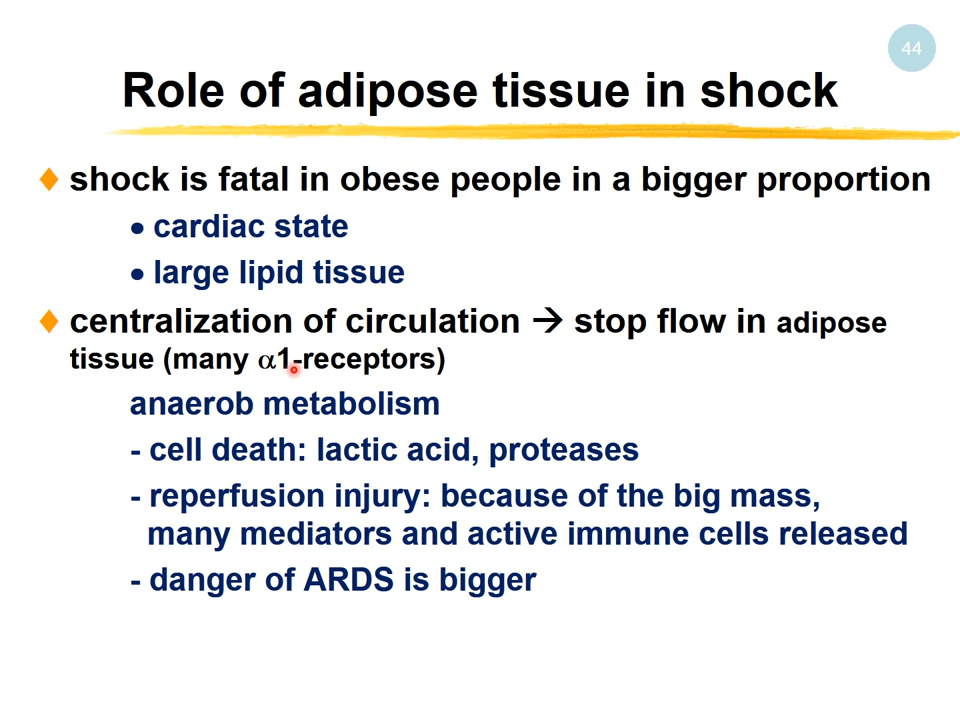 44
Role of adipose tissue in shock
♦ shock is fatal in obese people in a bigger proportion
• cardiac state
• large lipid tissue
♦ centralization of circulation → stop flow in adipose
tissue (many α1-receptors)
anaerob metabolism
- cell death: lactic acid, proteases
- reperfusion injury: because of the big mass,
many mediators and active immune cells released
- danger of ARDS is bigger